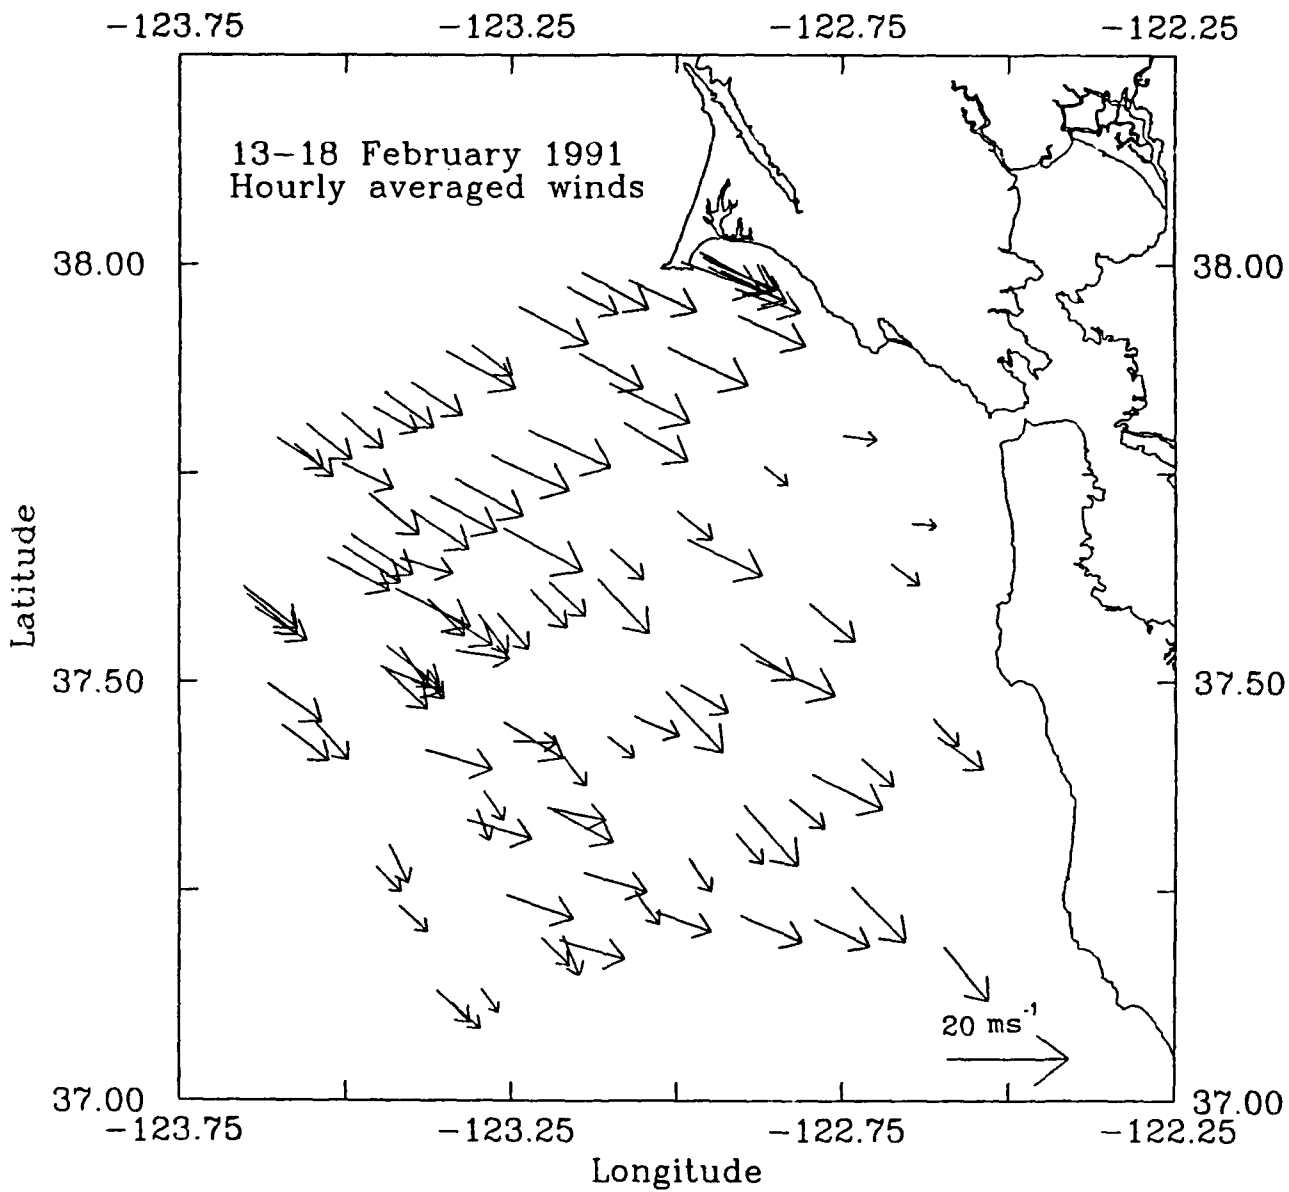 -123.75 -123.25 -122.75 -122.25
13-18 February 1991
Hourly averaged winds
38.00 38.00
Latitude
37.50 37.50
20 ms⁻¹
37.00 37.00
-123.75 -123.25 -122.75 -122.25
Longitude